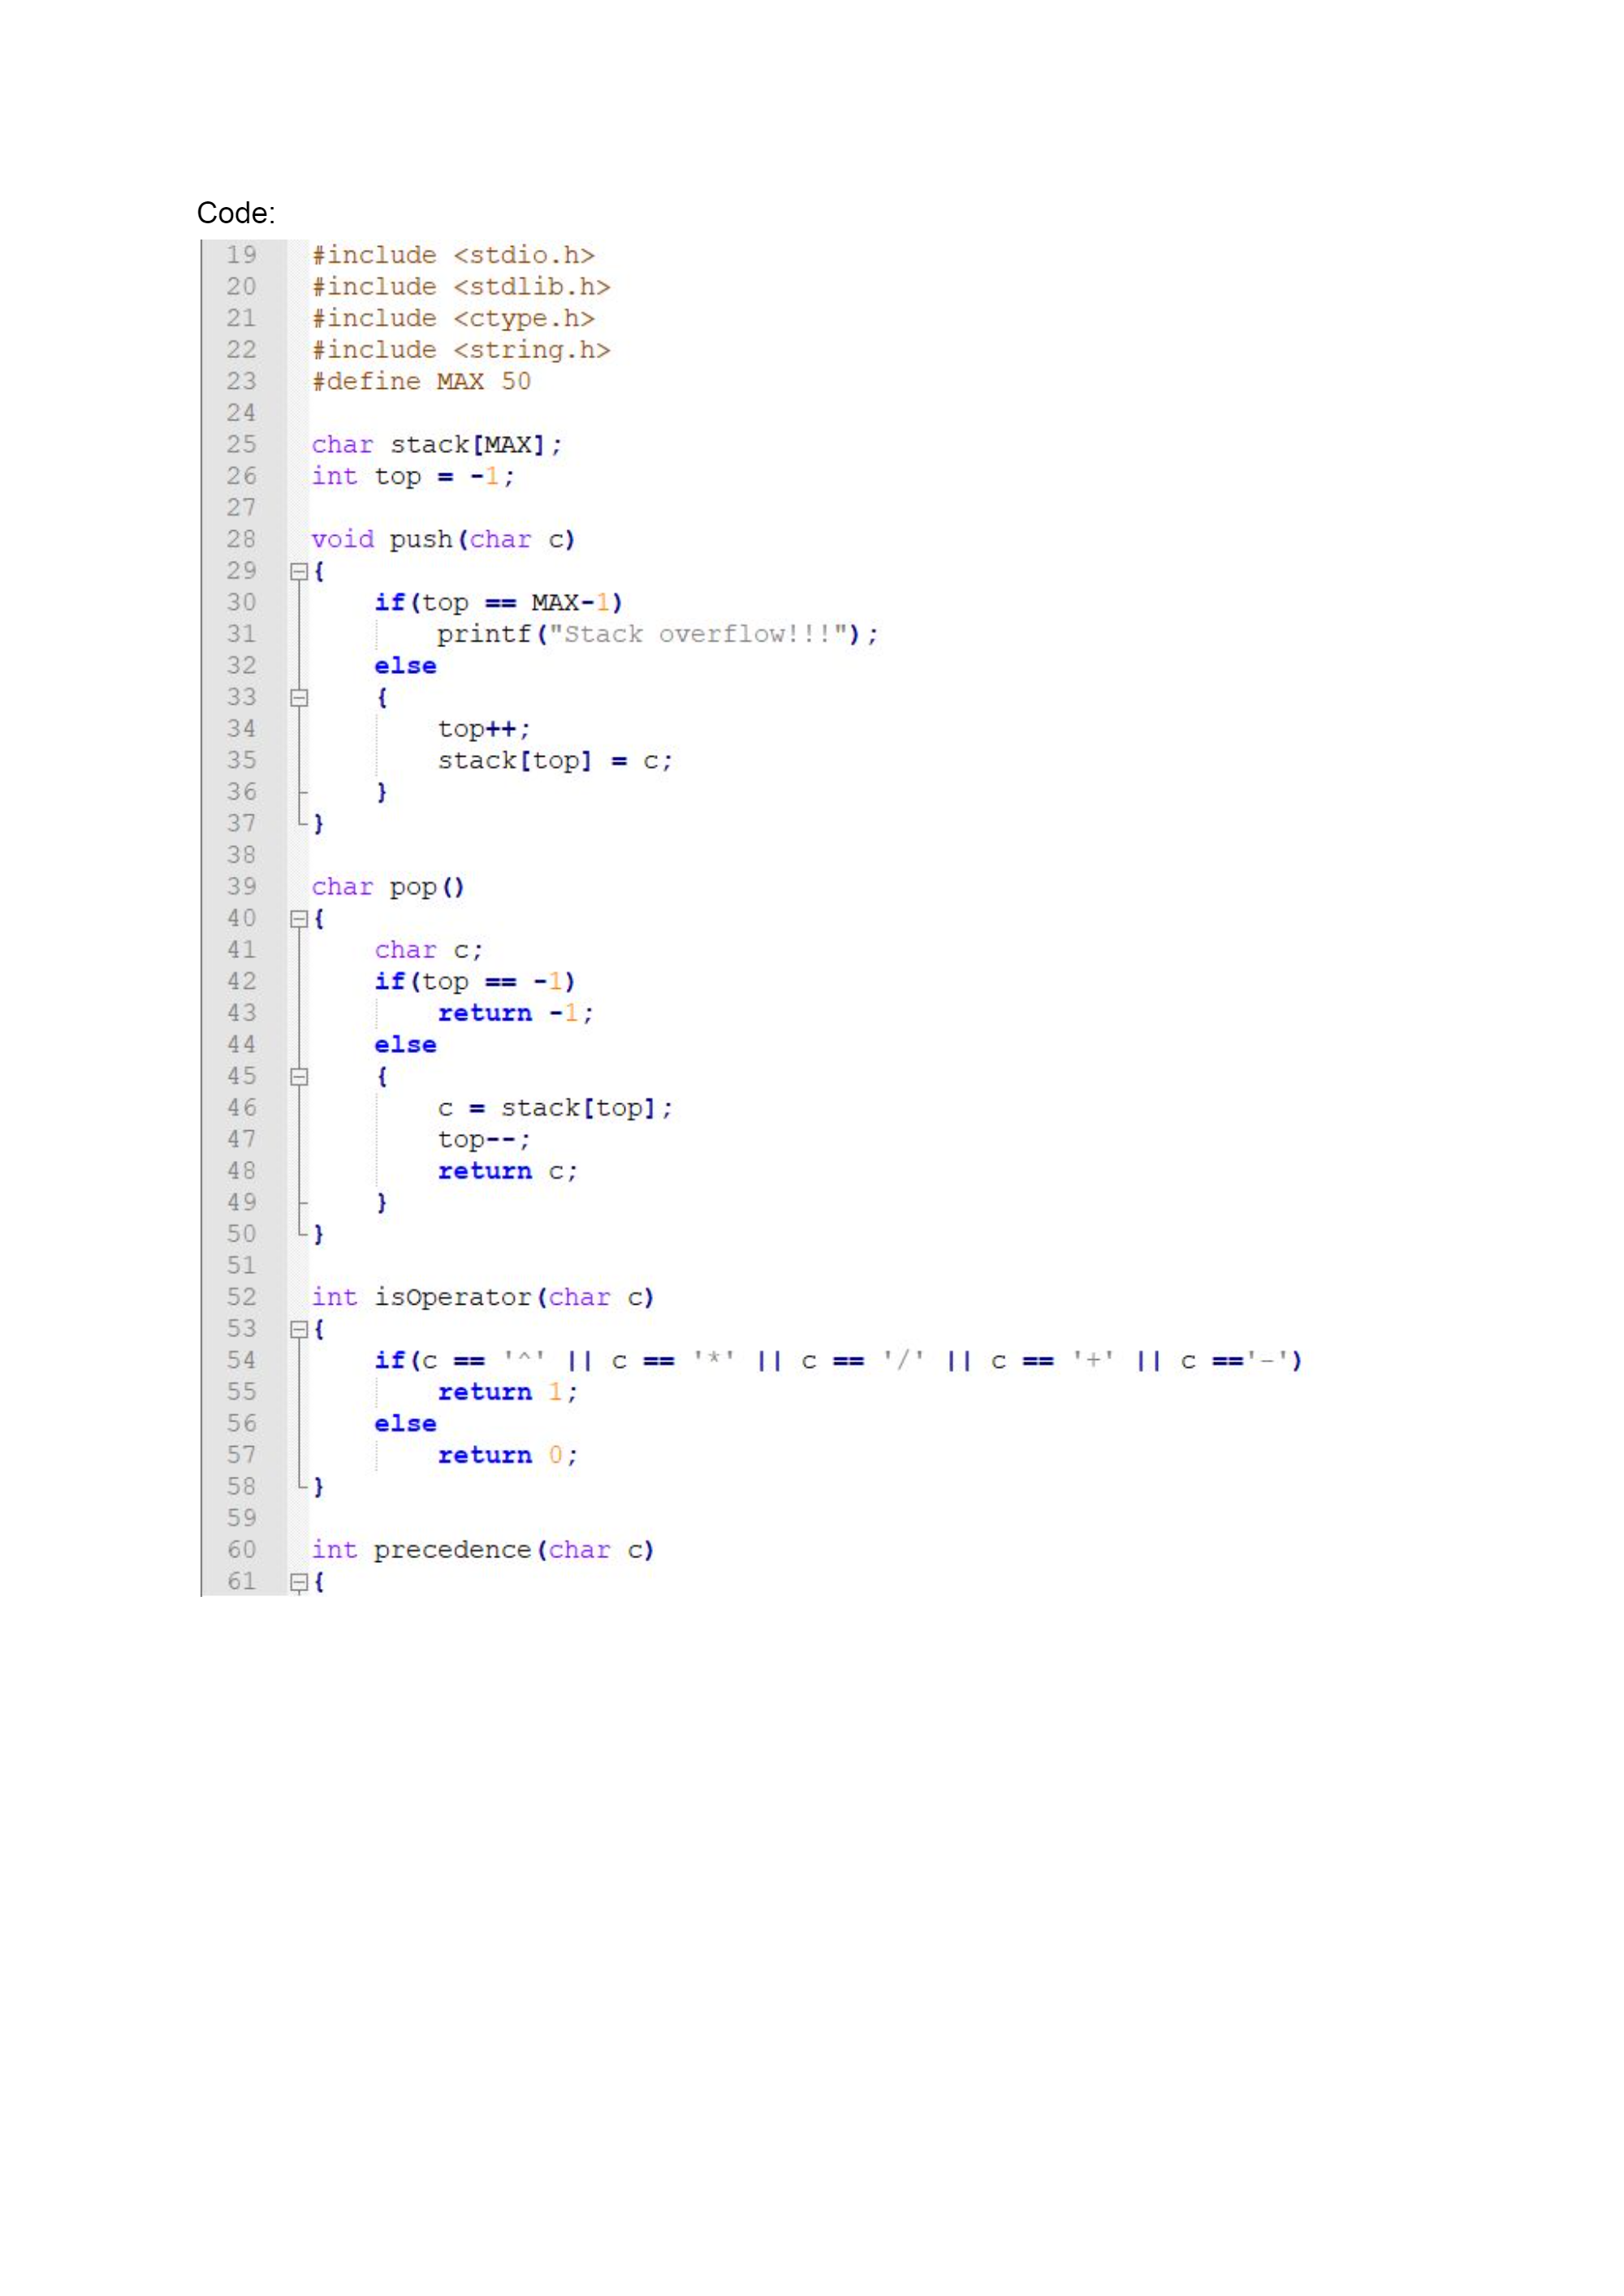 Code:
19 #include <stdio.h>
20 #include <stdlib.h>
21 #include <ctype.h>
22 #include <string.h>
23 #define MAX 50
24
25 char stack[MAX];
26 int top = -1;
27
28 void push(char c)
29 {
30     if(top == MAX-1)
31         printf("Stack overflow!!!");
32     else
33     {
34         top++;
35         stack[top] = c;
36     }
37 }
38
39 char pop()
40 {
41     char c;
42     if(top == -1)
43         return -1;
44     else
45     {
46         c = stack[top];
47         top--;
48         return c;
49     }
50 }
51
52 int isOperator(char c)
53 {
54     if(c == '^' || c == '*' || c == '/' || c == '+' || c =='-')
55         return 1;
56     else
57         return 0;
58 }
59
60 int precedence(char c)
61 {